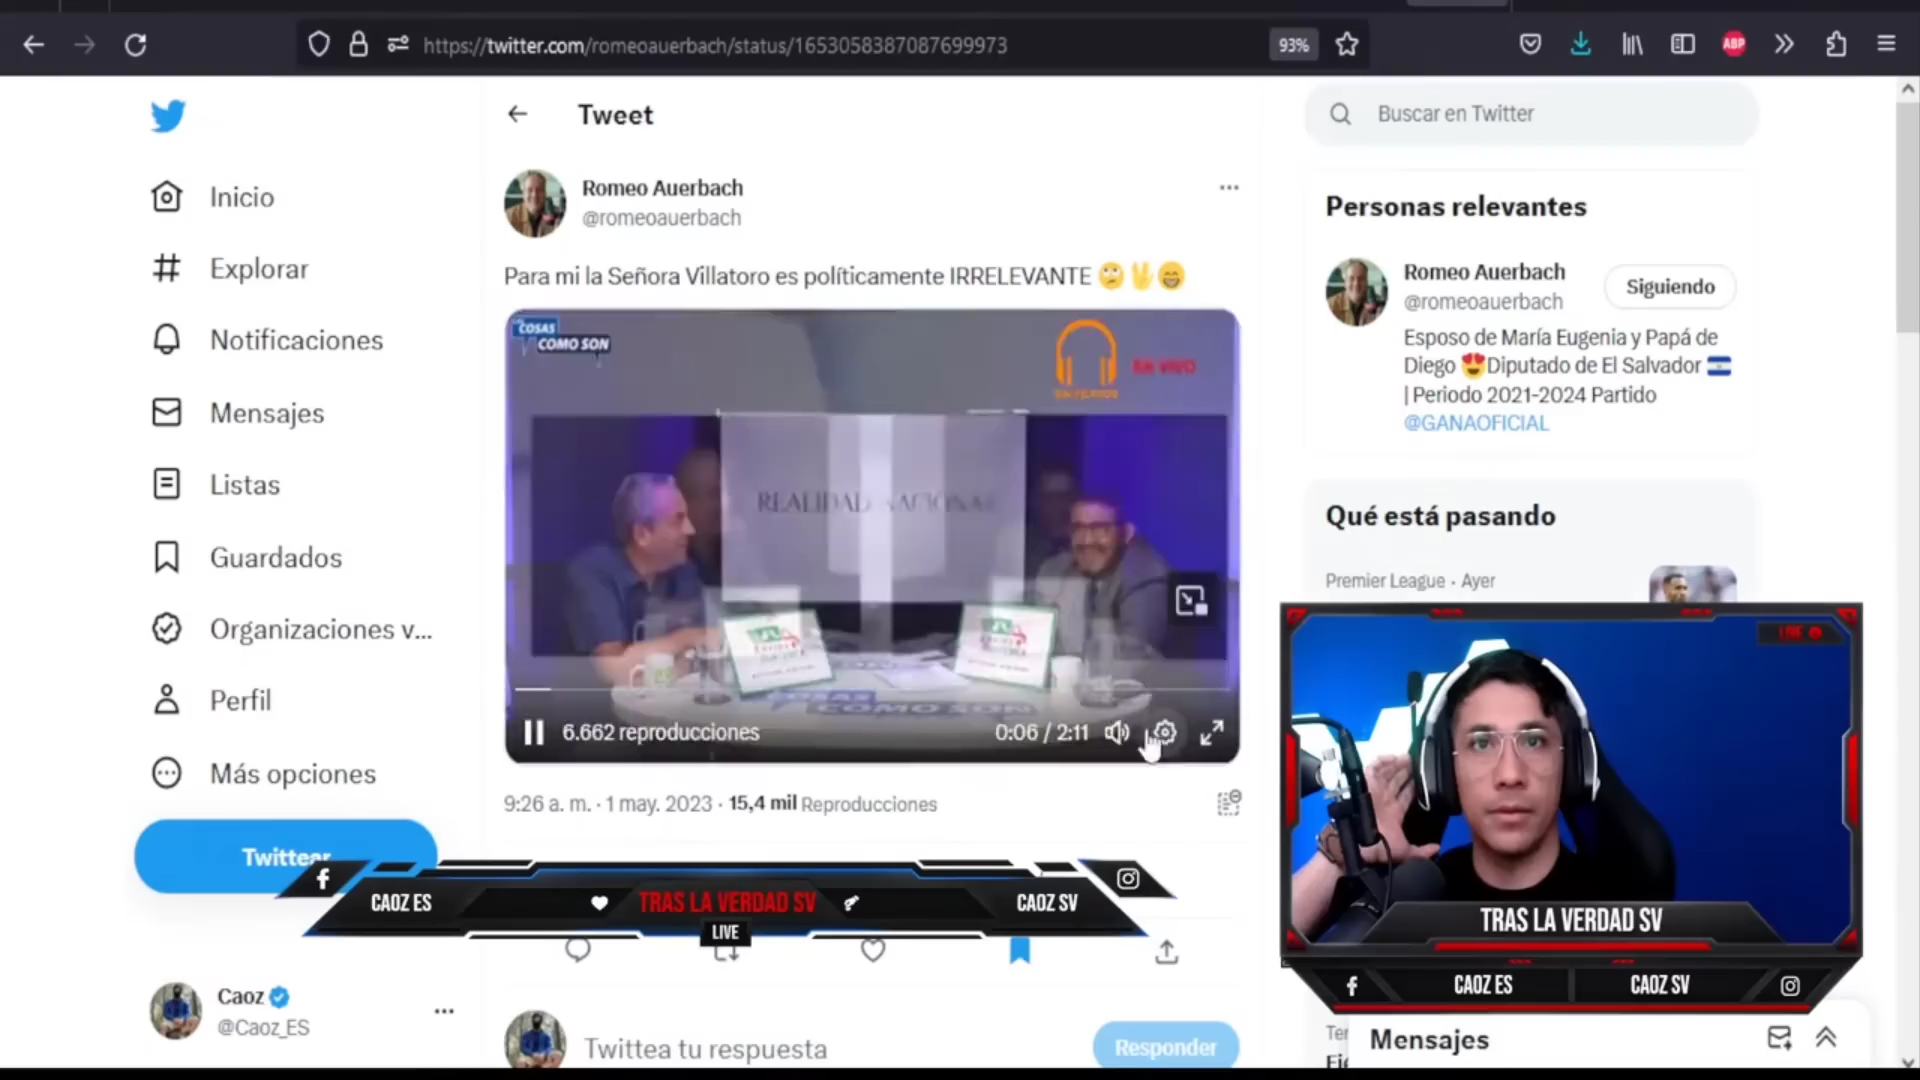 https://twitter.com/romeoauerbach/status/1653058387087699973
93%
ABP
Inicio
Explorar
Notificaciones
Mensajes
Listas
Guardados
Organizaciones v...
Perfil
Más opciones
Twittear
Caoz
@Caoz_ES
Tweet
Romeo Auerbach
@romeoauerbach
Para mi la Señora Villatoro es políticamente IRRELEVANTE 🙄🖖😁
COSAS
COMO SON
EN VIVO
REALIDAD NACIONAL
COSAS
COMO SON
6.662 reproducciones
0:06 / 2:11
9:26 a. m. · 1 may. 2023 · 15,4 mil Reproducciones
CAOZ ES
TRAS LA VERDAD SV
CAOZ SV
LIVE
Twittea tu respuesta
Responder
Buscar en Twitter
Personas relevantes
Romeo Auerbach
@romeoauerbach
Siguiendo
Esposo de María Eugenia y Papá de
Diego 😍Diputado de El Salvador 🇸🇻
| Periodo 2021-2024 Partido
@GANAOFICIAL
Qué está pasando
Premier League · Ayer
LIVE
TRAS LA VERDAD SV
CAOZ ES
CAOZ SV
Mensajes